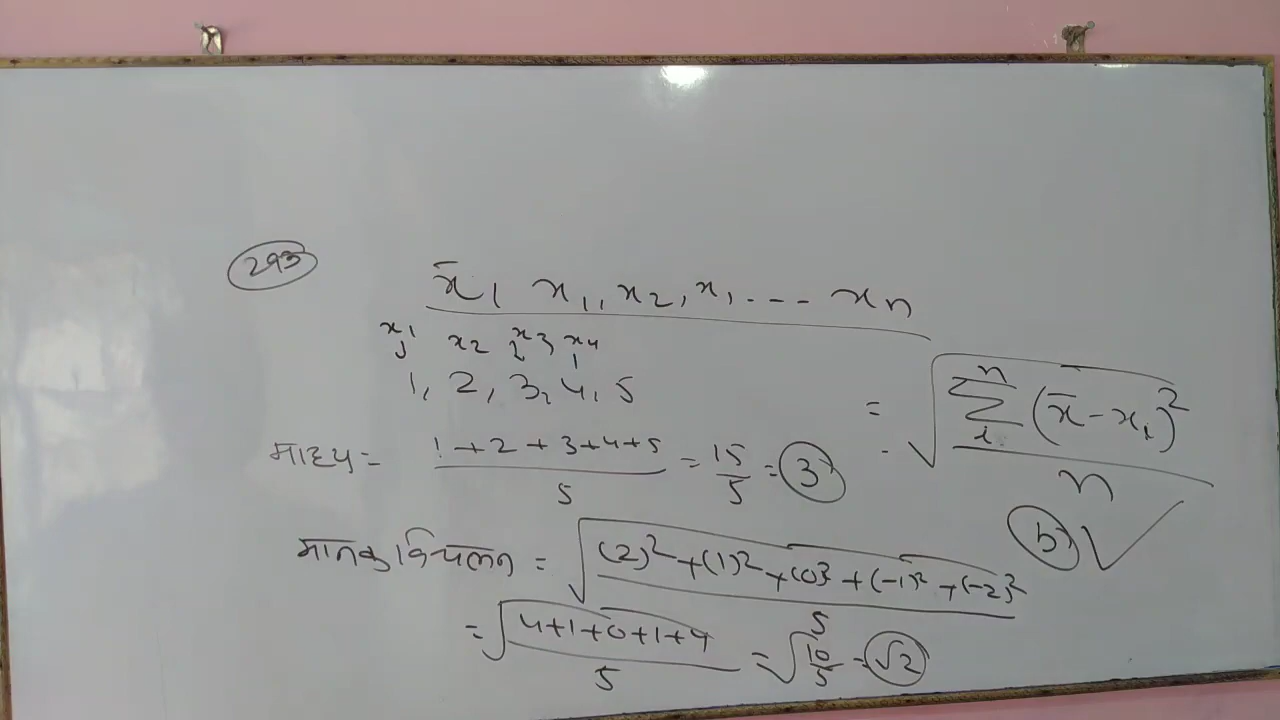 293
x̄, x₁, x₂, x, ---- xₙ
x₁ x₂ x₃ x₄
1, 2, 3, 4, 5
माध्य = (1+2+3+4+5)/5 = 15/5 = 3
= √(Σᵢⁿ (x̄ - xᵢ)²/n)
b ✓
मानक विचलन = √(((2)²+(1)²+(0)²+(-1)²+(-2)²)/5)
= √((4+1+0+1+4)/5) = √(10/5) = √2